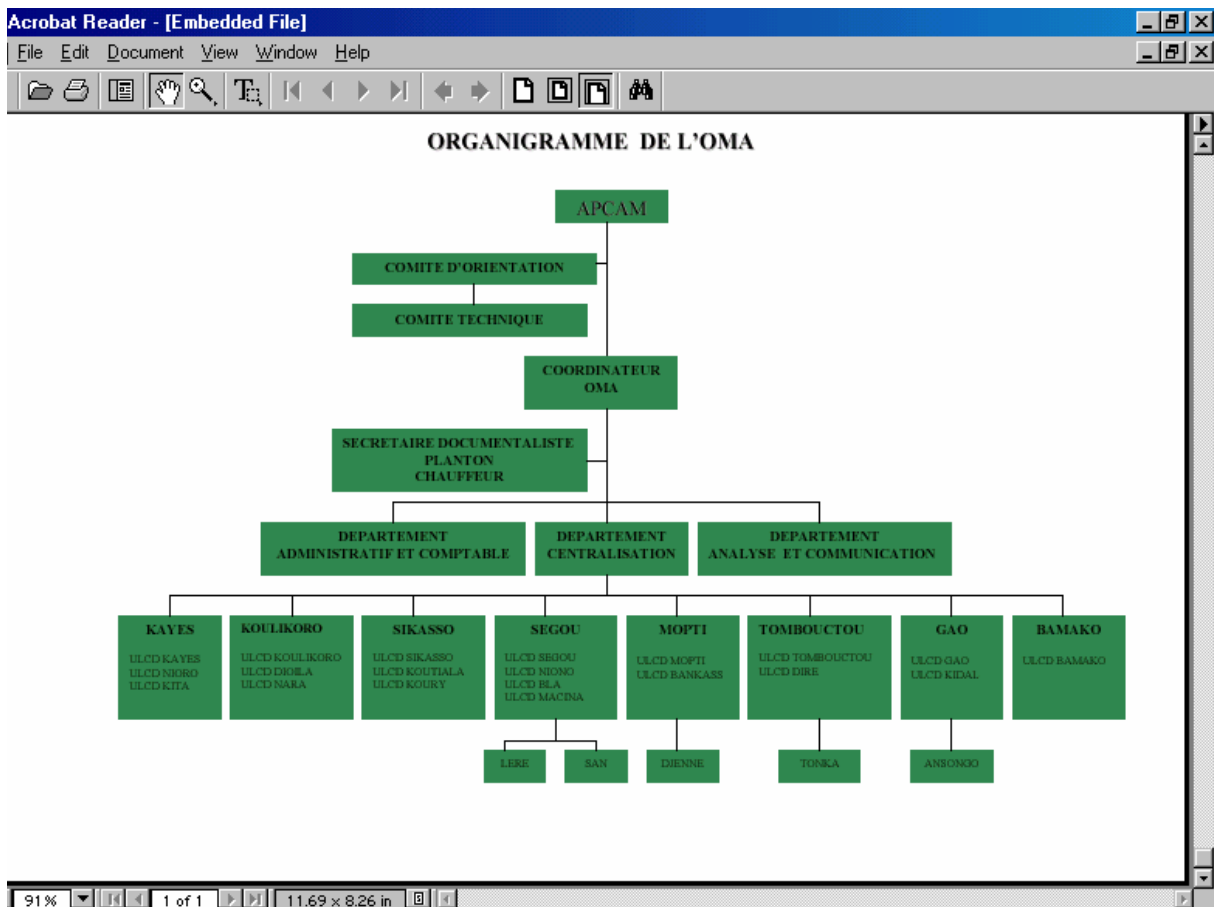 Acrobat Reader - [Embedded File]
File Edit Document View Window Help
ORGANIGRAMME DE L'OMA
APCAM
COMITE D'ORIENTATION
COMITE TECHNIQUE
COORDINATEUR
OMA
SECRETAIRE DOCUMENTALISTE
PLANTON
CHAUFFEUR
DEPARTEMENT
ADMINISTRATIF ET COMPTABLE
DEPARTEMENT
CENTRALISATION
DEPARTEMENT
ANALYSE ET COMMUNICATION
KAYES
ULCD KAYES
ULCD NIORO
ULCD KITA
KOULIKORO
ULCD KOULIKORO
ULCD DIOILA
ULCD NARA
SIKASSO
ULCD SIKASSO
ULCD KOUTIALA
ULCD KOURY
SEGOU
ULCD SEGOU
ULCD NIONO
ULCD BLA
ULCD MACINA
MOPTI
ULCD MOPTI
ULCD BANKASS
TOMBOUCTOU
ULCD TOMBOUCTOU
ULCD DIRE
GAO
ULCD GAO
ULCD KIDAL
BAMAKO
ULCD BAMAKO
LERE
SAN
DJENNE
TONKA
ANSONGO
91% 1 of 1 11.69 x 8.26 in